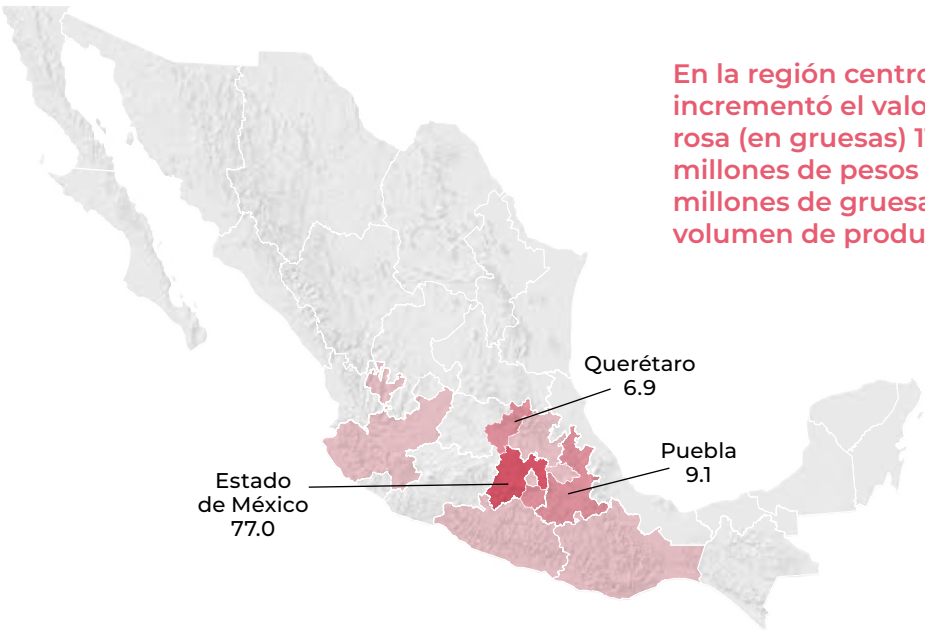 En la región centro
incrementó el valo
rosa (en gruesas) 1
millones de pesos
millones de gruesa
volumen de produ
Querétaro
6.9
Puebla
9.1
Estado
de México
77.0